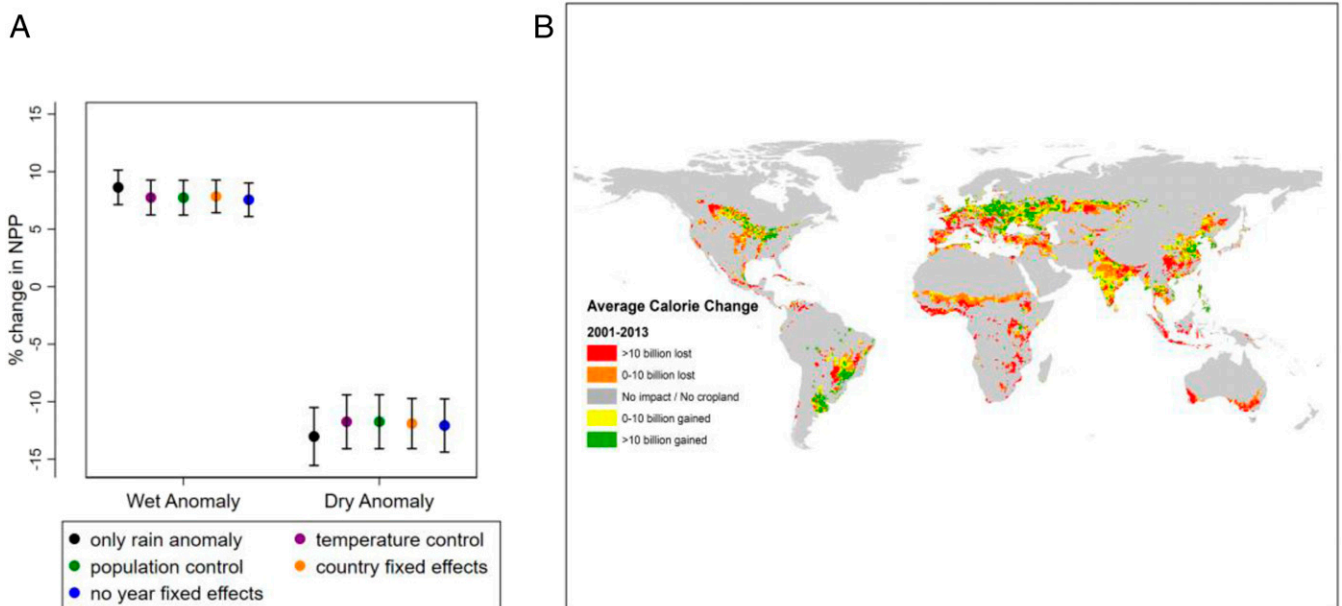 A
B
% change in NPP
15
10
5
0
-5
-10
-15
Wet Anomaly Dry Anomaly
only rain anomaly temperature control
population control country fixed effects
no year fixed effects
Average Calorie Change
2001-2013
>10 billion lost
0-10 billion lost
No impact / No cropland
0-10 billion gained
>10 billion gained